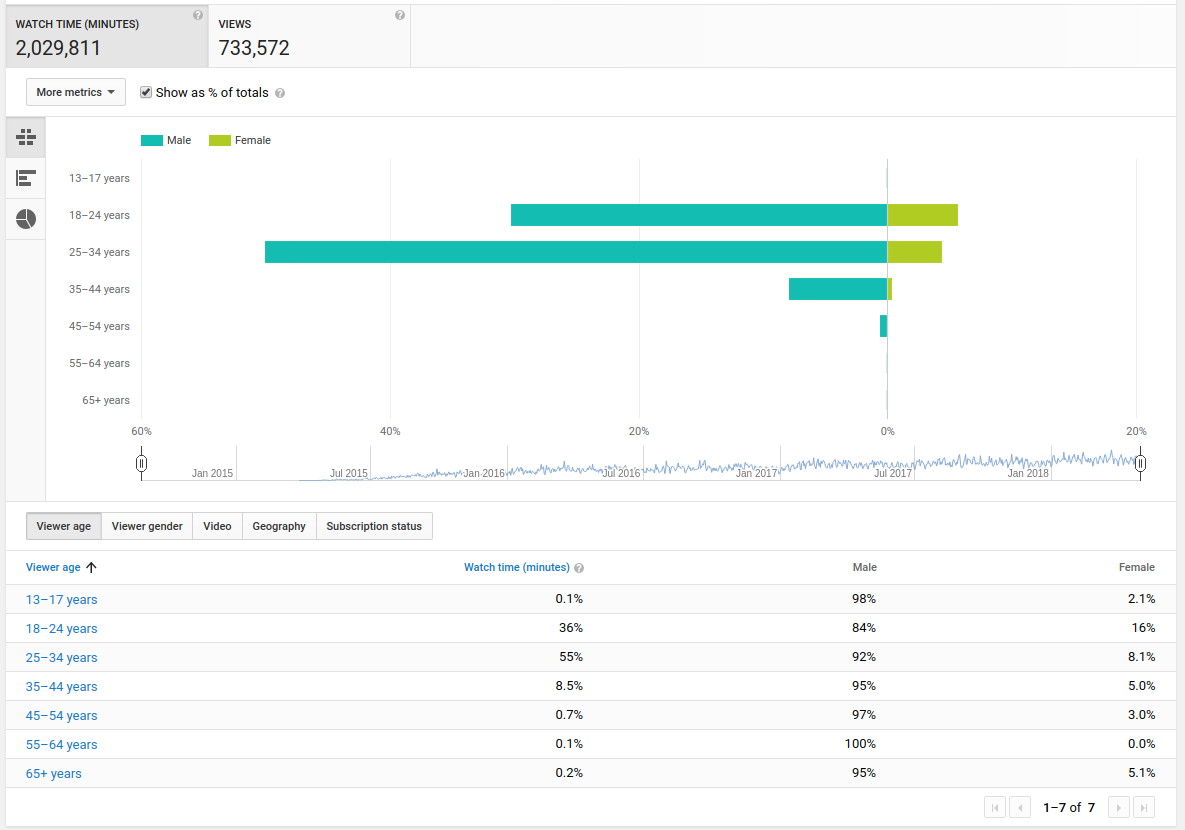 WATCH TIME (MINUTES) ? VIEWS ?
2,029,811 733,572
More metrics Show as % of totals ?
Male Female
13–17 years
18–24 years
25–34 years
35–44 years
45–54 years
55–64 years
65+ years
60% 40% 20% 0% 20%
Jan 2015 Jul 2015 Jan 2016 Jul 2016 Jan 2017 Jul 2017 Jan 2018
Viewer age Viewer gender Video Geography Subscription status
Viewer age Watch time (minutes) ? Male Female
13–17 years 0.1% 98% 2.1%
18–24 years 36% 84% 16%
25–34 years 55% 92% 8.1%
35–44 years 8.5% 95% 5.0%
45–54 years 0.7% 97% 3.0%
55–64 years 0.1% 100% 0.0%
65+ years 0.2% 95% 5.1%
1–7 of 7